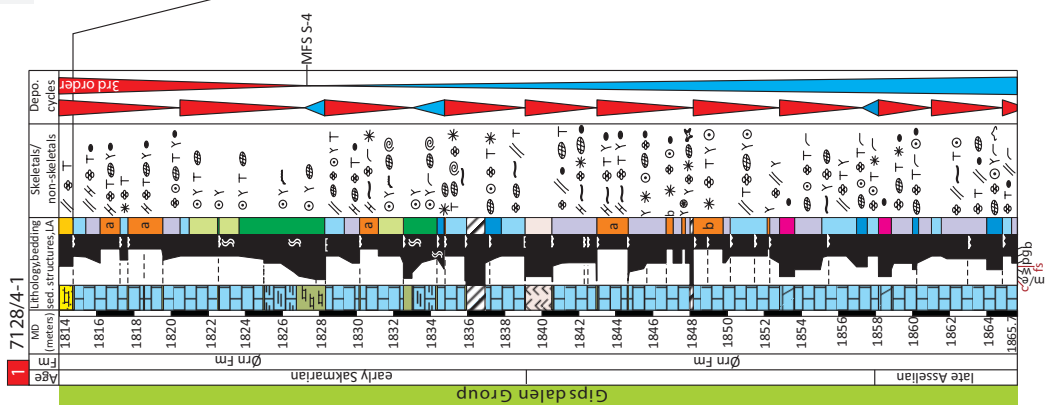 1 7128/4-1
MFS S-4
Depo. cycles
3rd order
Skeletals/ non-skeletals
Lithology,bedding sed. structures,LA
a
a
a
a
b
MD (meters)
1814
1816
1818
1820
1822
1824
1826
1828
1830
1832
1834
1836
1838
1840
1842
1844
1846
1848
1850
1852
1854
1856
1858
1860
1862
1864
1865.7
Fm
Ørn Fm
Ørn Fm
Age
early Sakmarian
late Asselian
Gipsdalen Group